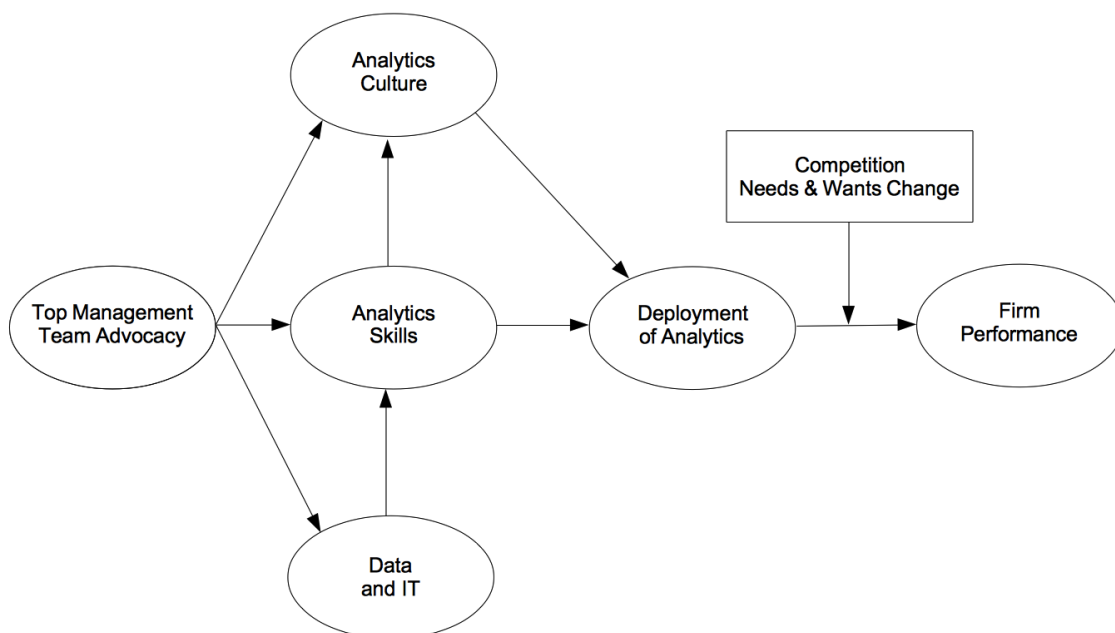 Analytics
Culture
Competition
Needs & Wants Change
Top Management
Team Advocacy
Analytics
Skills
Deployment
of Analytics
Firm
Performance
Data
and IT